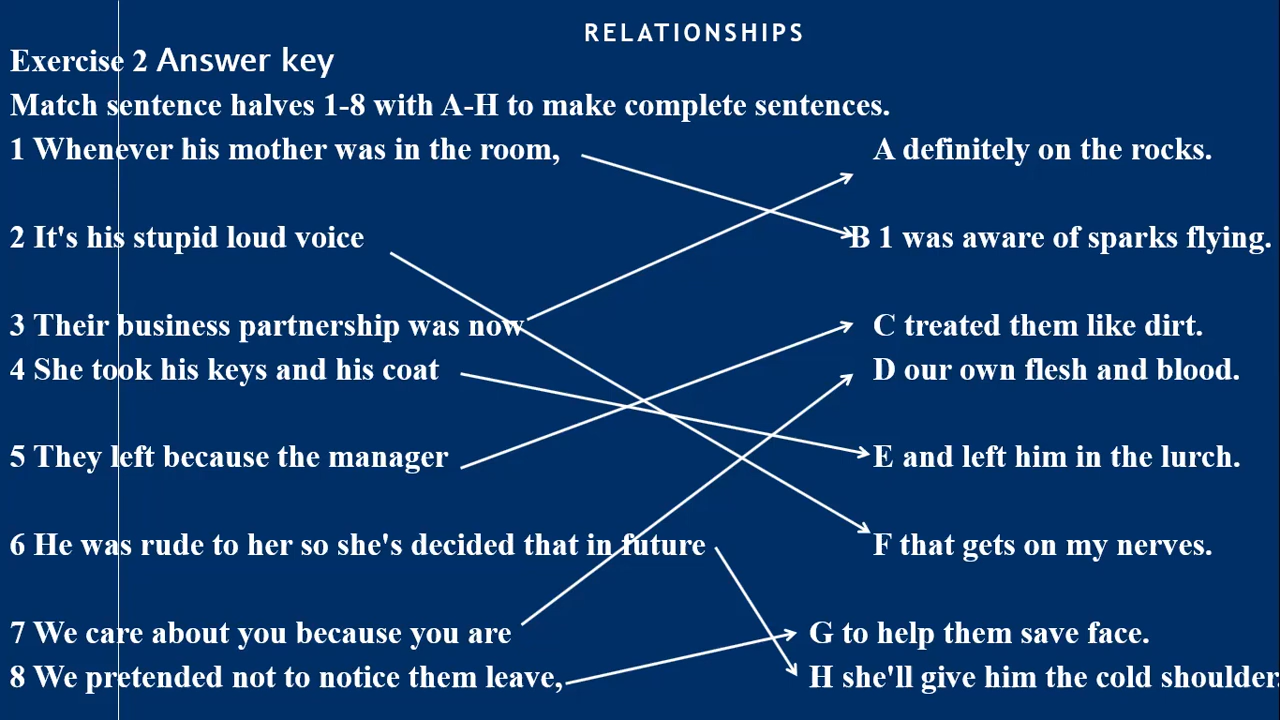 RELATIONSHIPS
Exercise 2 Answer key
Match sentence halves 1-8 with A-H to make complete sentences.
1 Whenever his mother was in the room,
A definitely on the rocks.
2 It's his stupid loud voice
B 1 was aware of sparks flying.
3 Their business partnership was now
C treated them like dirt.
4 She took his keys and his coat
D our own flesh and blood.
5 They left because the manager
E and left him in the lurch.
6 He was rude to her so she's decided that in future
F that gets on my nerves.
7 We care about you because you are
G to help them save face.
8 We pretended not to notice them leave,
H she'll give him the cold shoulder.